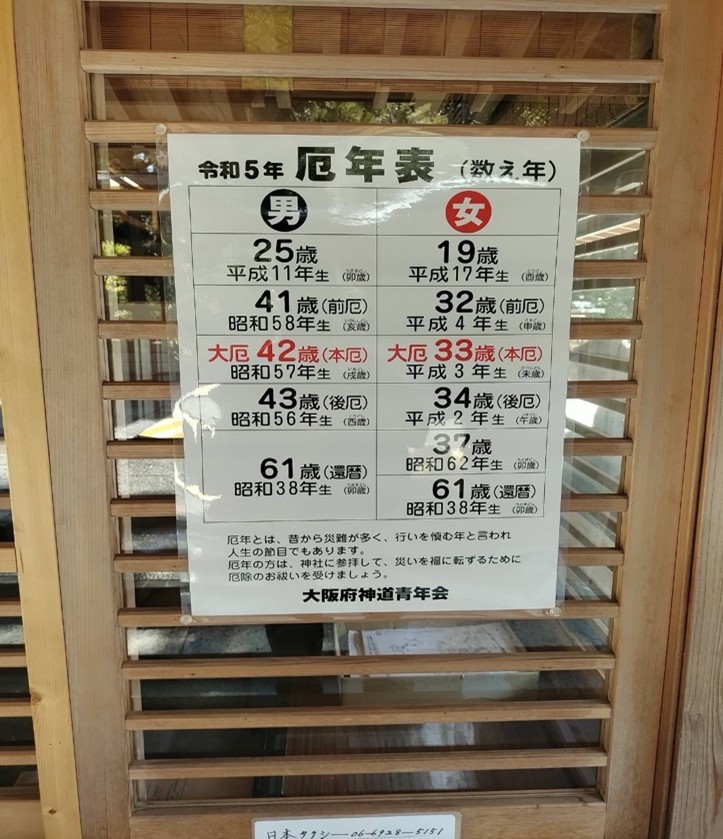 令和5年 厄年表 (数え年)
男 女
25歳 19歳
平成11年生(卯歳) 平成17年生(酉歳)
41歳(前厄) 32歳(前厄)
昭和58年生(亥歳) 平成4年生(申歳)
大厄 42歳(本厄) 大厄 33歳(本厄)
昭和57年生(戌歳) 平成3年生(未歳)
43歳(後厄) 34歳(後厄)
昭和56年生(酉歳) 平成2年生(午歳)
37歳
昭和62年生(卯歳)
61歳(還暦) 61歳(還暦)
昭和38年生(卯歳) 昭和38年生(卯歳)
厄年とは、昔から災難が多く、行いを慎む年と言われ
人生の節目でもあります。
厄年の方は、神社に参拝して、災いを福に転ずるために
厄除のお祓いを受けましょう。
大阪府神道青年会
日本タクシー 06-6928-5151